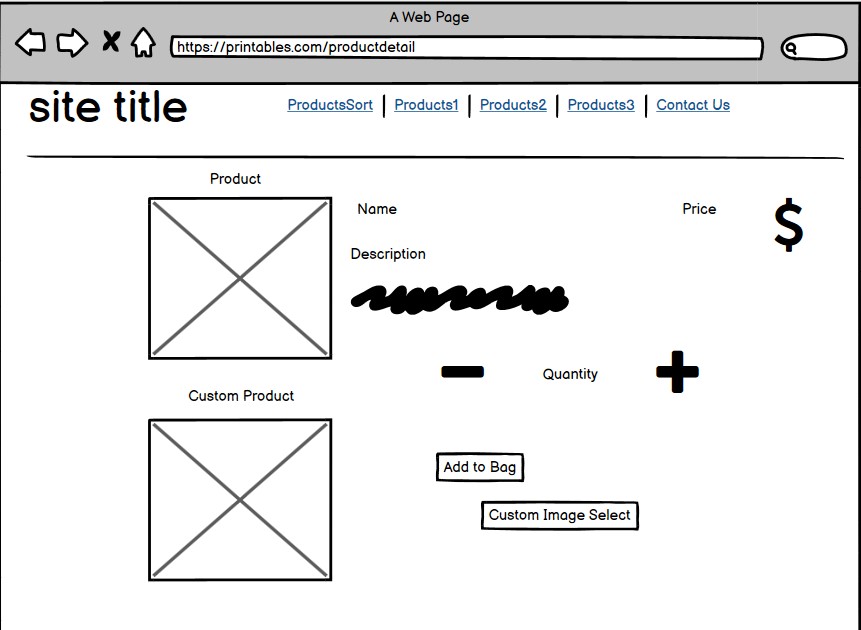 A Web Page
https://printables.com/productdetail
site title
ProductsSort | Products1 | Products2 | Products3 | Contact Us
Product
Name
Price
$
Description
Quantity
Custom Product
Add to Bag
Custom Image Select